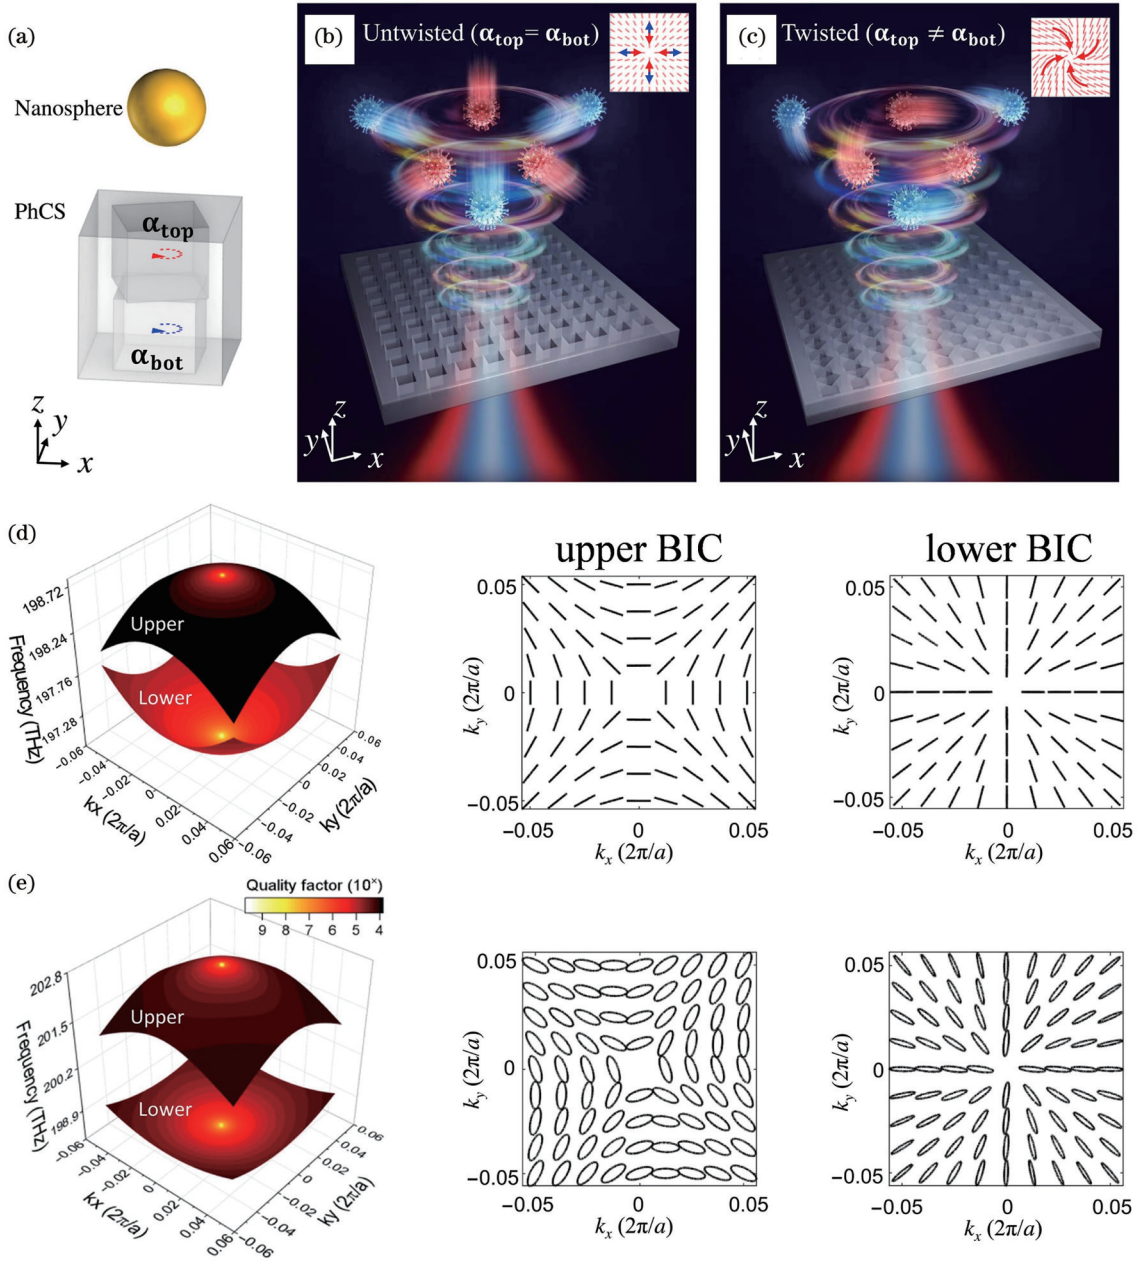 (a)
Nanosphere
PhCS
α_top
α_bot
z
y
x
(b) Untwisted (α_top= α_bot)
z
y
x
(c) Twisted (α_top ≠ α_bot)
z
y
x
(d)
198.72
198.24
197.76
197.28
Frequency (THz)
Upper
Lower
-0.06
-0.04
-0.02
0
0.02
0.04
0.06
kx (2π/a)
-0.06
-0.04
-0.02
0
0.02
0.04
0.06
ky (2π/a)
upper BIC
0.05
0
-0.05
k_y (2π/a)
-0.05 0 0.05
k_x (2π/a)
lower BIC
0.05
0
-0.05
k_y (2π/a)
-0.05 0 0.05
k_x (2π/a)
(e)
Quality factor (10ˣ)
9 8 7 6 5 4
202.8
201.5
200.2
198.9
Frequency (THz)
Upper
Lower
-0.06
-0.04
-0.02
0
0.02
0.04
0.06
kx (2π/a)
-0.06
-0.04
-0.02
0
0.02
0.04
0.06
ky (2π/a)
0.05
0
-0.05
k_y (2π/a)
-0.05 0 0.05
k_x (2π/a)
0.05
0
-0.05
k_y (2π/a)
-0.05 0 0.05
k_x (2π/a)